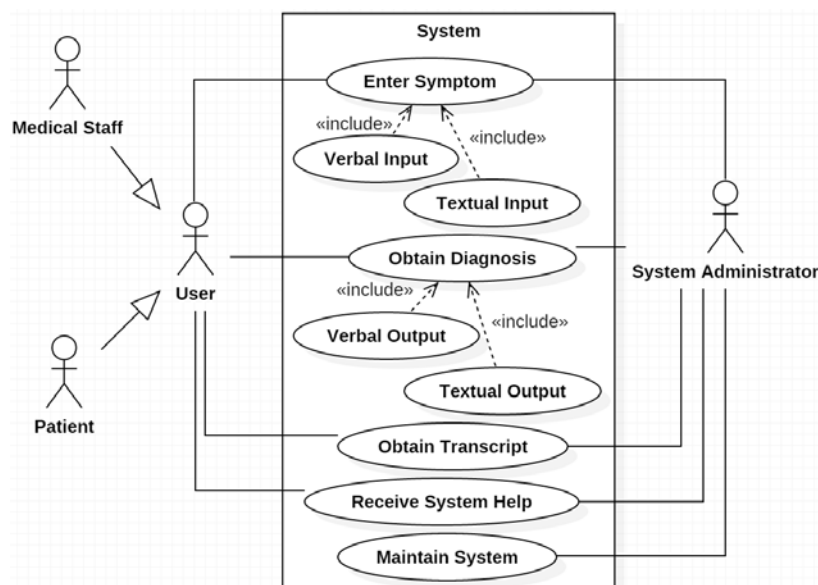 System
Enter Symptom
Medical Staff
«include»
«include»
Verbal Input
Textual Input
Obtain Diagnosis
System Administrator
User
«include»
«include»
Verbal Output
Textual Output
Patient
Obtain Transcript
Receive System Help
Maintain System